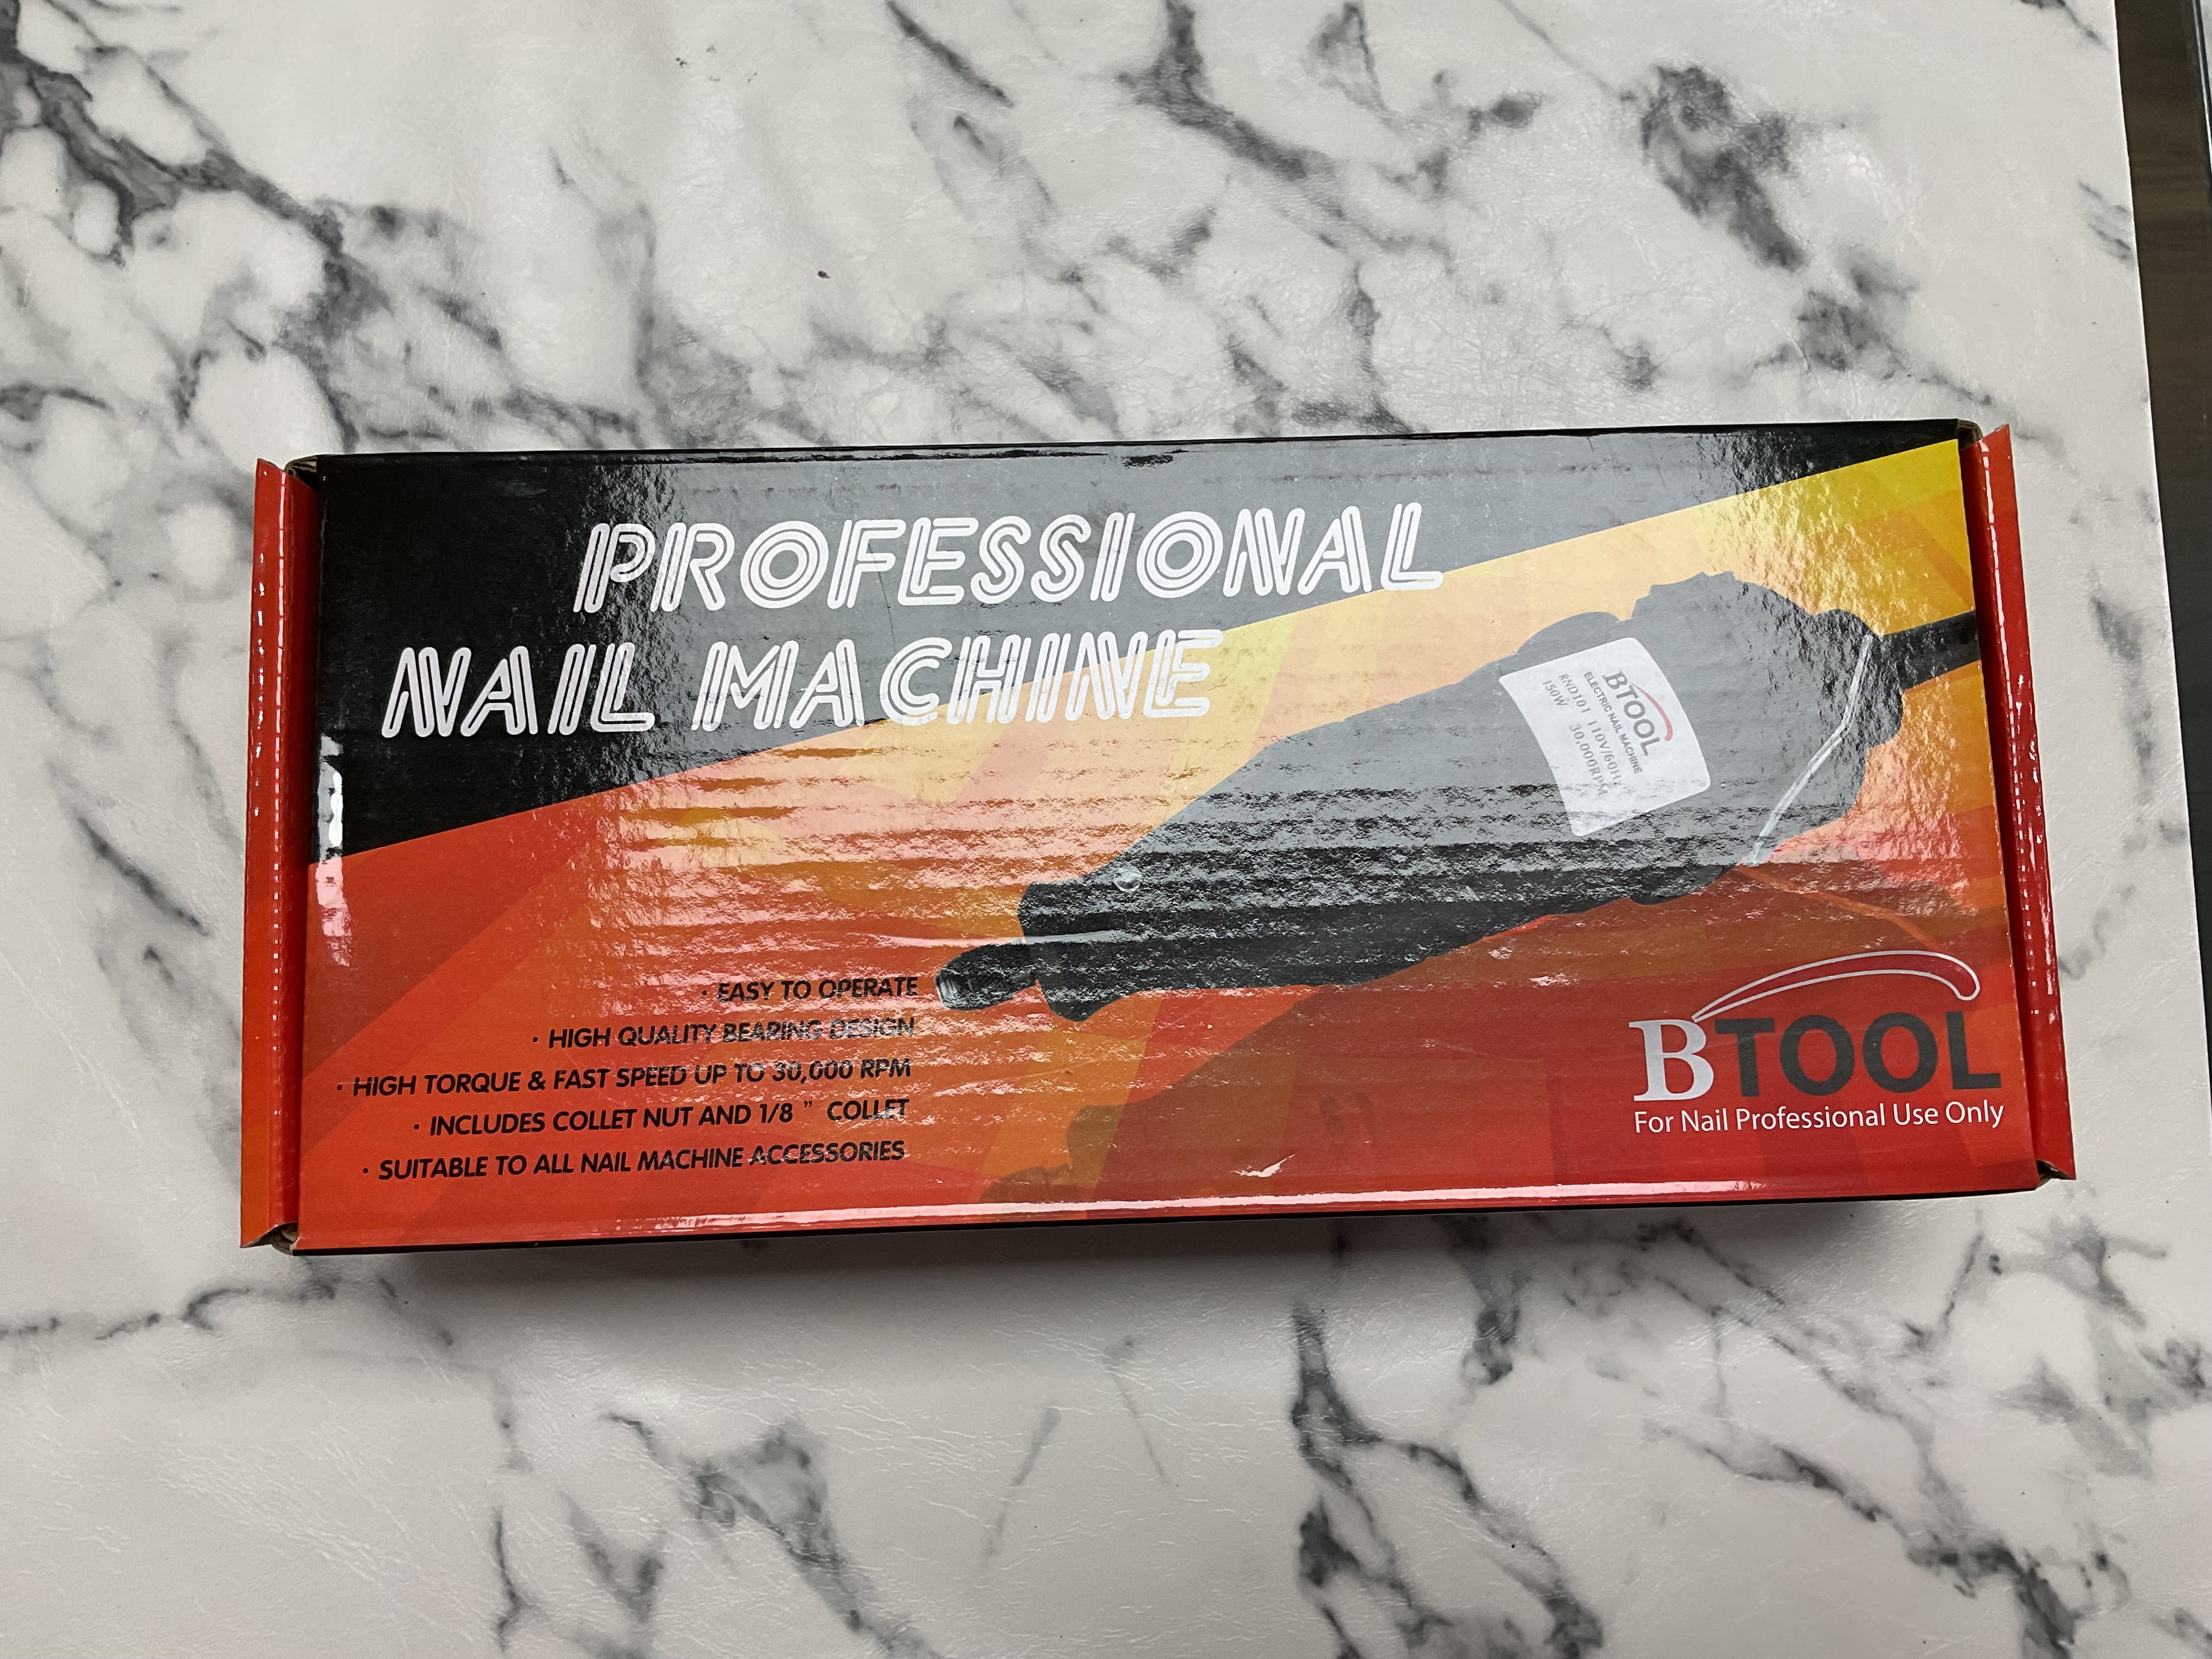 PROFESSIONAL
NAIL MACHINE
BTOOL
ELECTRIC NAIL MACHINE
RND101 110V/60Hz
150W 30.000RPM
· EASY TO OPERATE
· HIGH QUALITY BEARING DESIGN
· HIGH TORQUE & FAST SPEED UP TO 30,000 RPM
· INCLUDES COLLET NUT AND 1/8 " COLLET
· SUITABLE TO ALL NAIL MACHINE ACCESSORIES
BTOOL
For Nail Professional Use Only